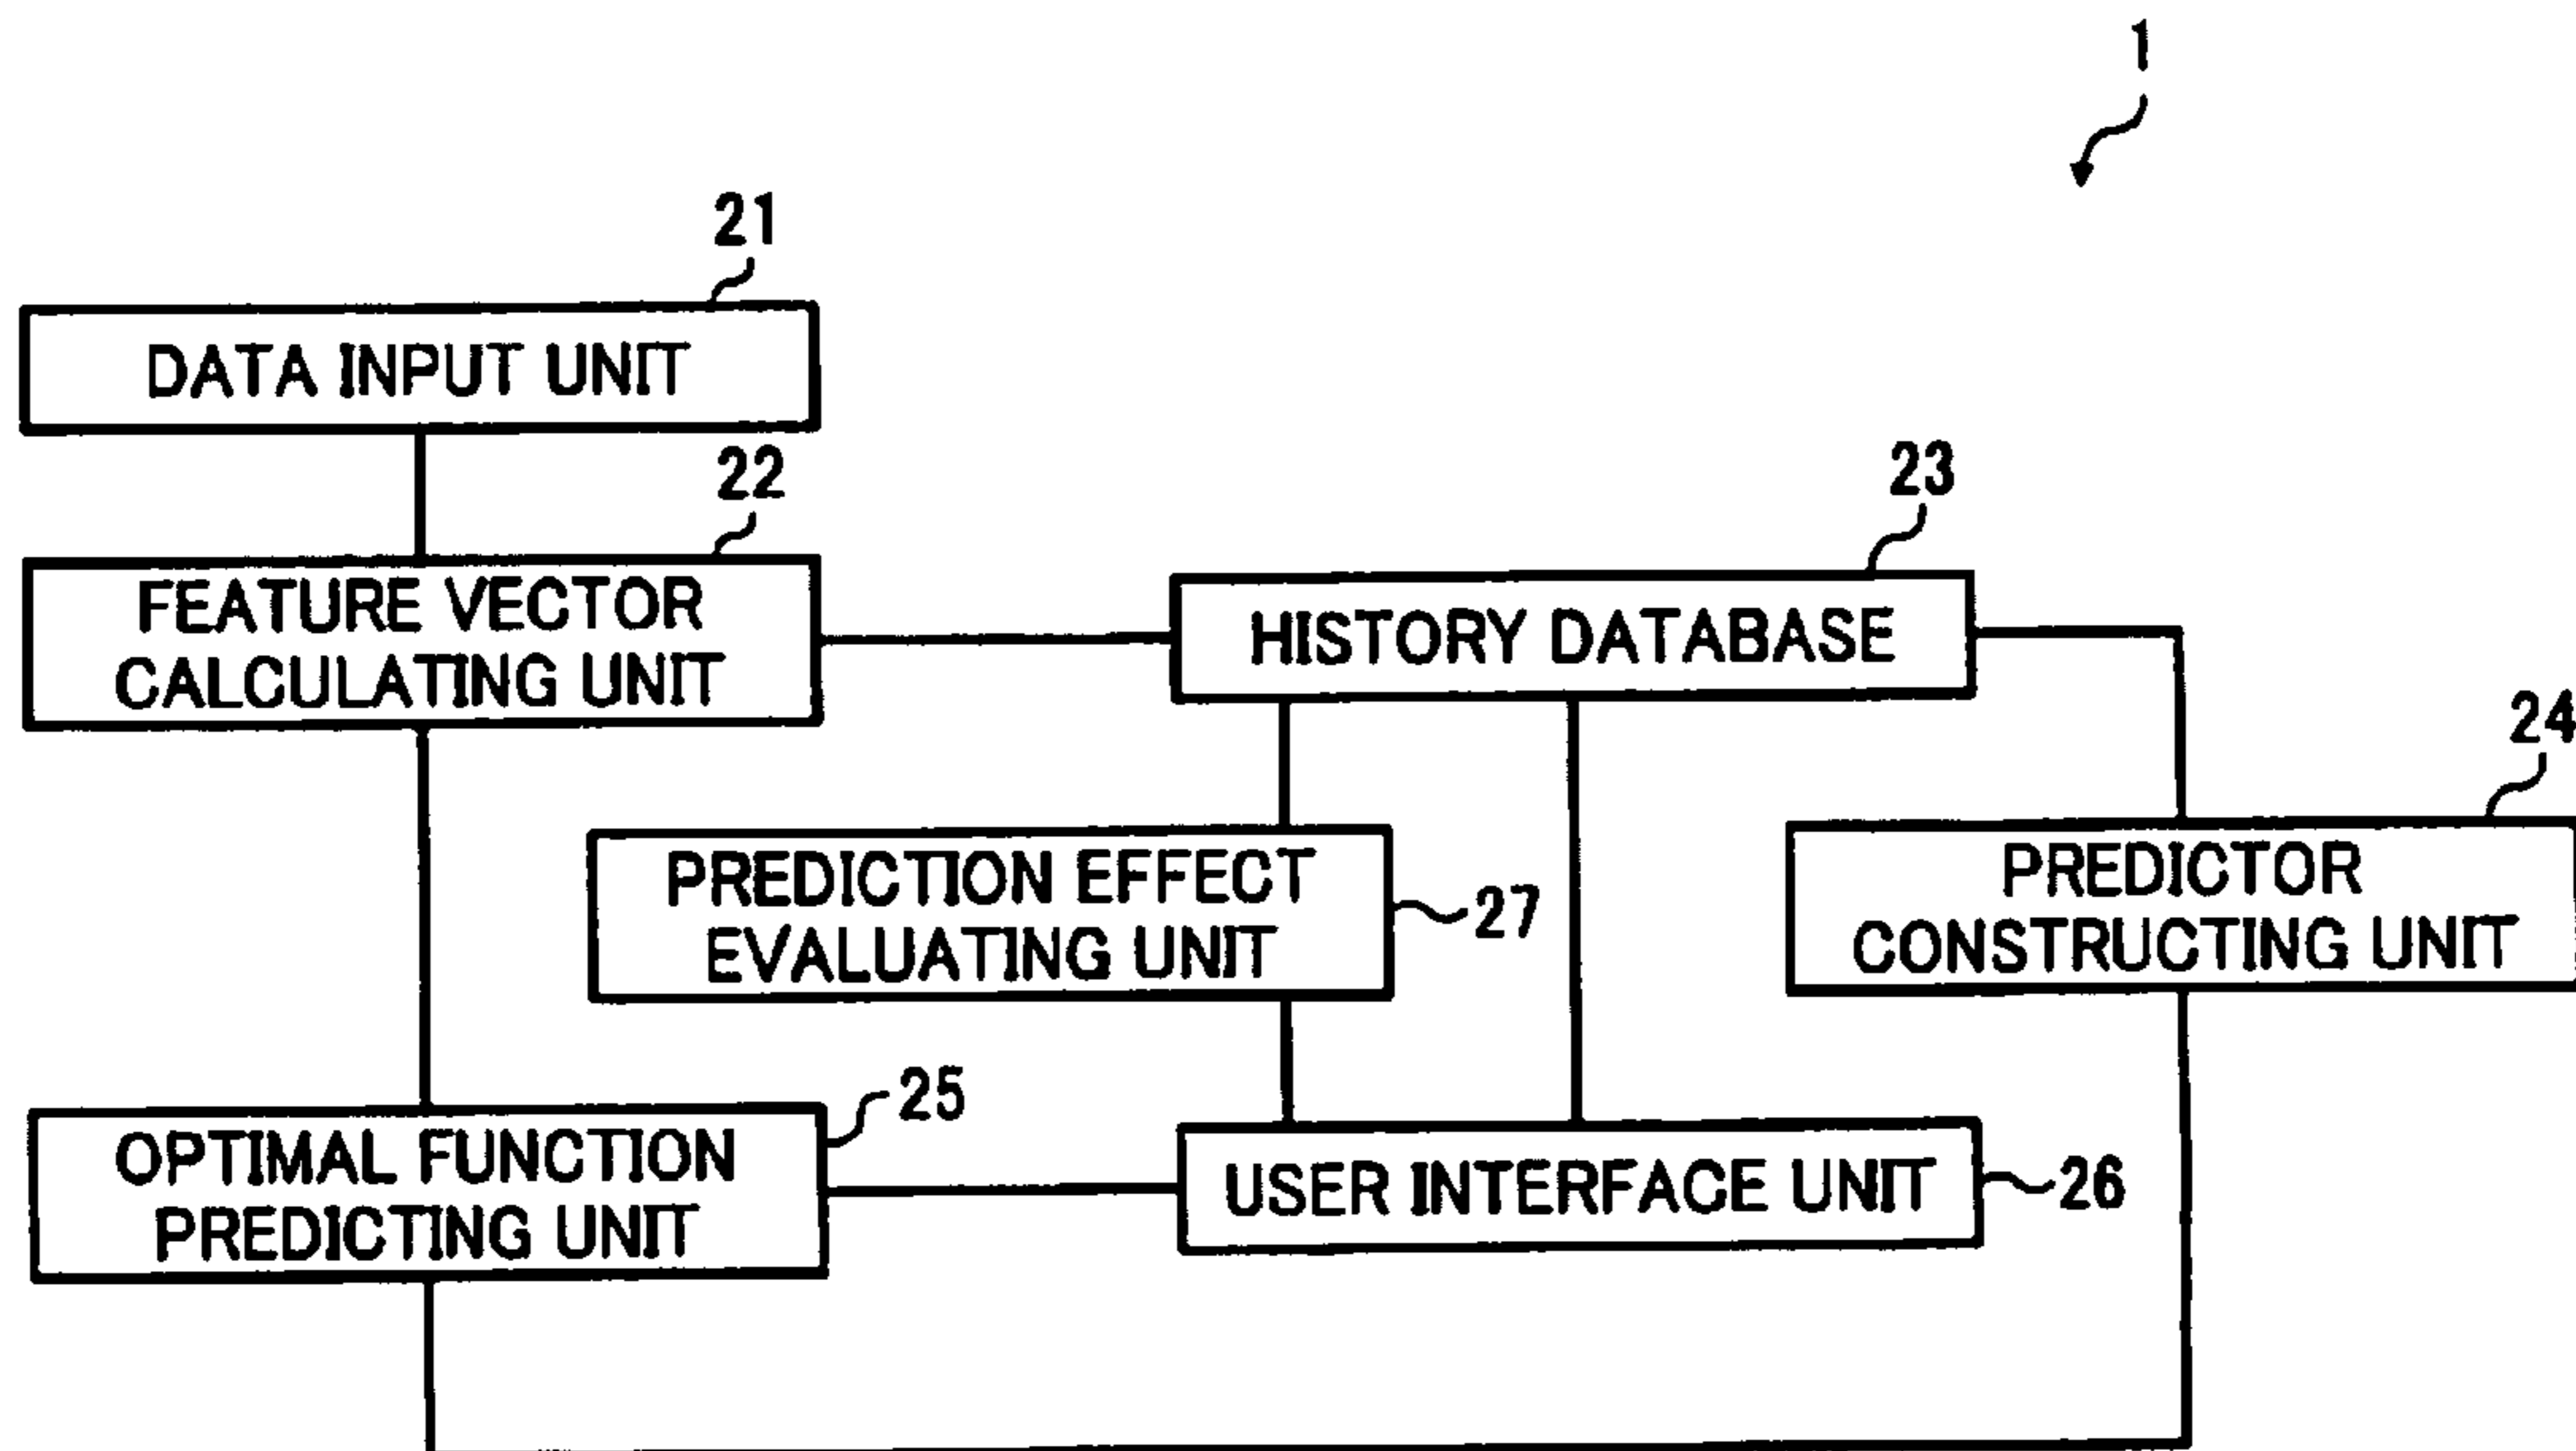 1
21
DATA INPUT UNIT
22
FEATURE VECTOR
CALCULATING UNIT
23
HISTORY DATABASE
24
PREDICTION EFFECT
EVALUATING UNIT
27
PREDICTOR
CONSTRUCTING UNIT
25
OPTIMAL FUNCTION
PREDICTING UNIT
USER INTERFACE UNIT
26